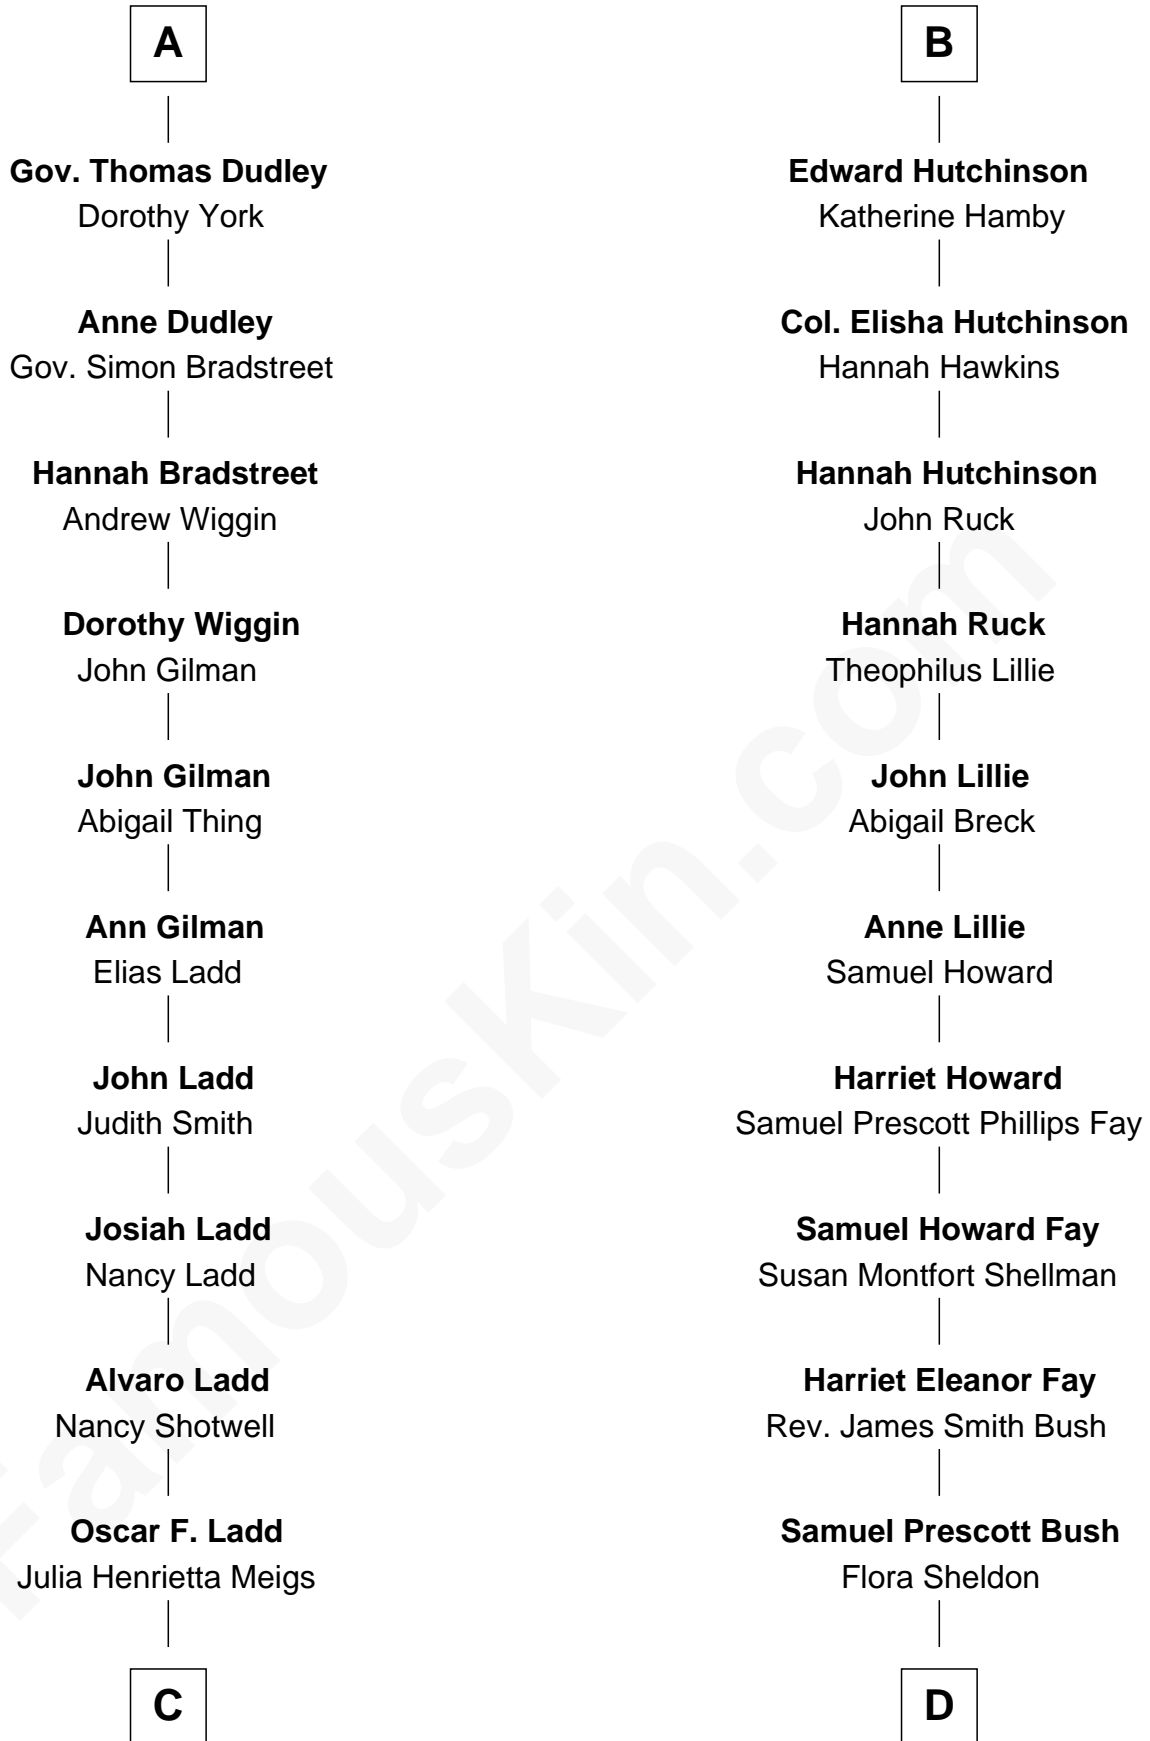 A
Gov. Thomas Dudley
Dorothy York
Anne Dudley
Gov. Simon Bradstreet
Hannah Bradstreet
Andrew Wiggin
Dorothy Wiggin
John Gilman
John Gilman
Abigail Thing
Ann Gilman
Elias Ladd
John Ladd
Judith Smith
Josiah Ladd
Nancy Ladd
Alvaro Ladd
Nancy Shotwell
Oscar F. Ladd
Julia Henrietta Meigs
C
B
Edward Hutchinson
Katherine Hamby
Col. Elisha Hutchinson
Hannah Hawkins
Hannah Hutchinson
John Ruck
Hannah Ruck
Theophilus Lillie
John Lillie
Abigail Breck
Anne Lillie
Samuel Howard
Harriet Howard
Samuel Prescott Phillips Fay
Samuel Howard Fay
Susan Montfort Shellman
Harriet Eleanor Fay
Rev. James Smith Bush
Samuel Prescott Bush
Flora Sheldon
D
FamousKin.com